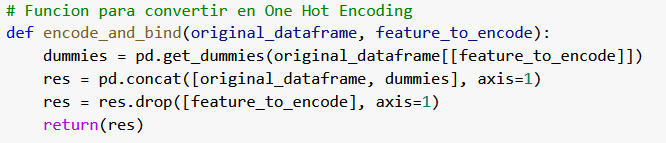 # Funcion para convertir en One Hot Encoding
def encode_and_bind(original_dataframe, feature_to_encode):
    dummies = pd.get_dummies(original_dataframe[[feature_to_encode]])
    res = pd.concat([original_dataframe, dummies], axis=1)
    res = res.drop([feature_to_encode], axis=1)
    return(res)